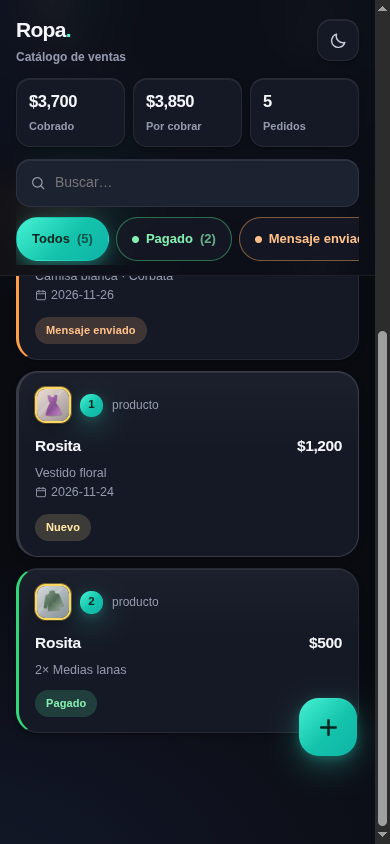 Ropa.
Catálogo de ventas
$3,700
Cobrado
$3,850
Por cobrar
5
Pedidos
Buscar…
Todos (5)
Pagado (2)
Mensaje enviad
Camisa blanca · Corbata
2026-11-26
Mensaje enviado
1 producto
Rosita $1,200
Vestido floral
2026-11-24
Nuevo
2 producto
Rosita $500
2× Medias lanas
Pagado